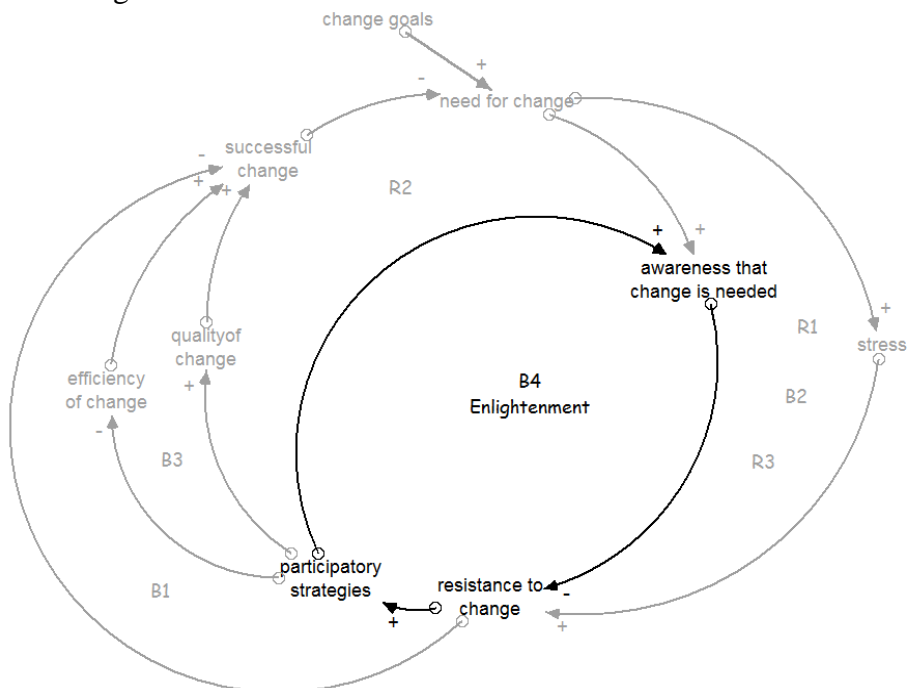 change goals
+
-
need for change
successful
change
-
+
+
R2
+
+
awareness that
change is needed
R1
+
stress
qualityof
change
efficiency
of change
+
-
B4
Enlightenment
B2
B3
R3
participatory
strategies
resistance to
change
-
+
+
B1